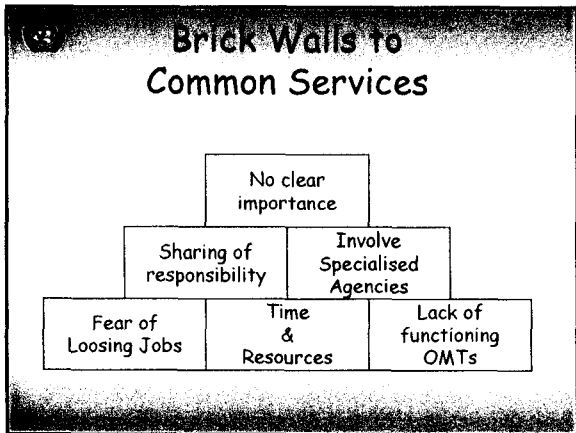 Brick Walls to
Common Services
No clear
importance
Sharing of
responsibility
Involve
Specialised
Agencies
Fear of
Loosing Jobs
Time
&
Resources
Lack of
functioning
OMTs